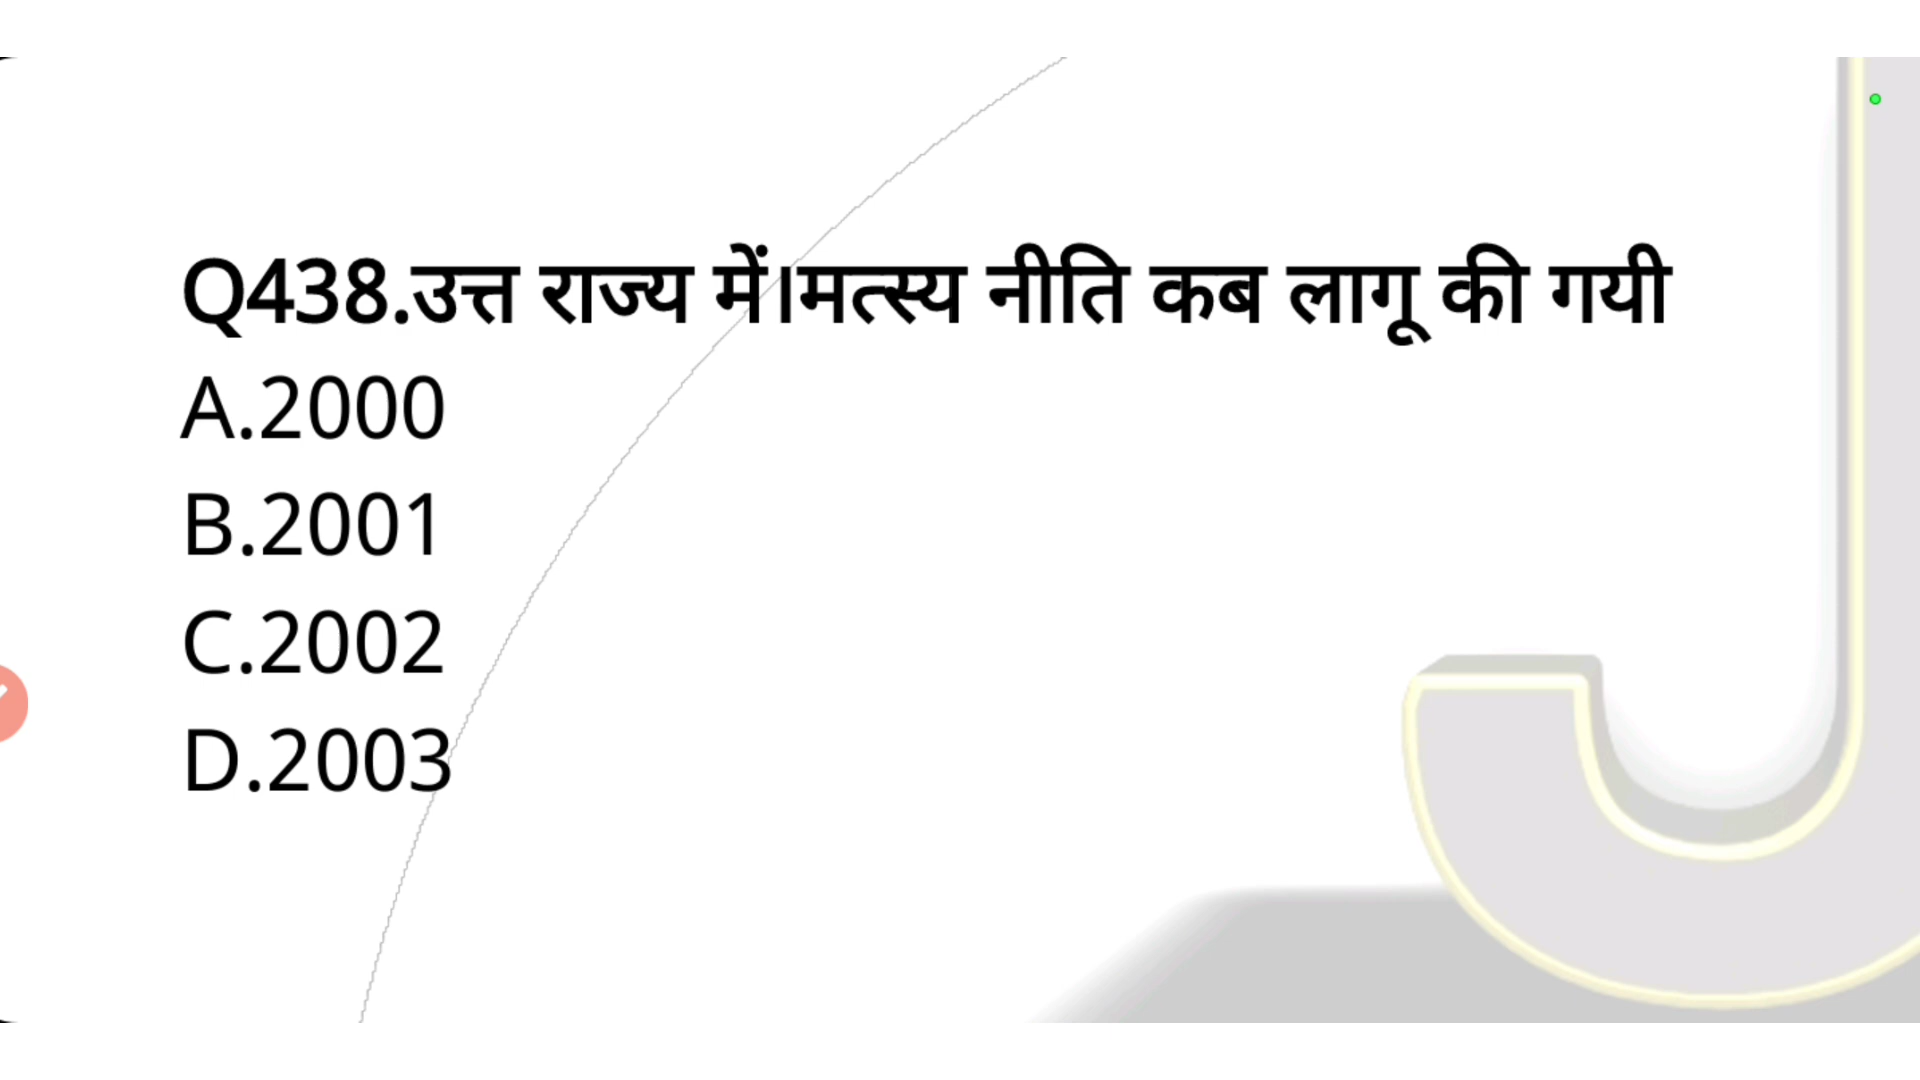 Q438.उत्त राज्य में।मत्स्य नीति कब लागू की गयी
A.2000
B.2001
C.2002
D.2003